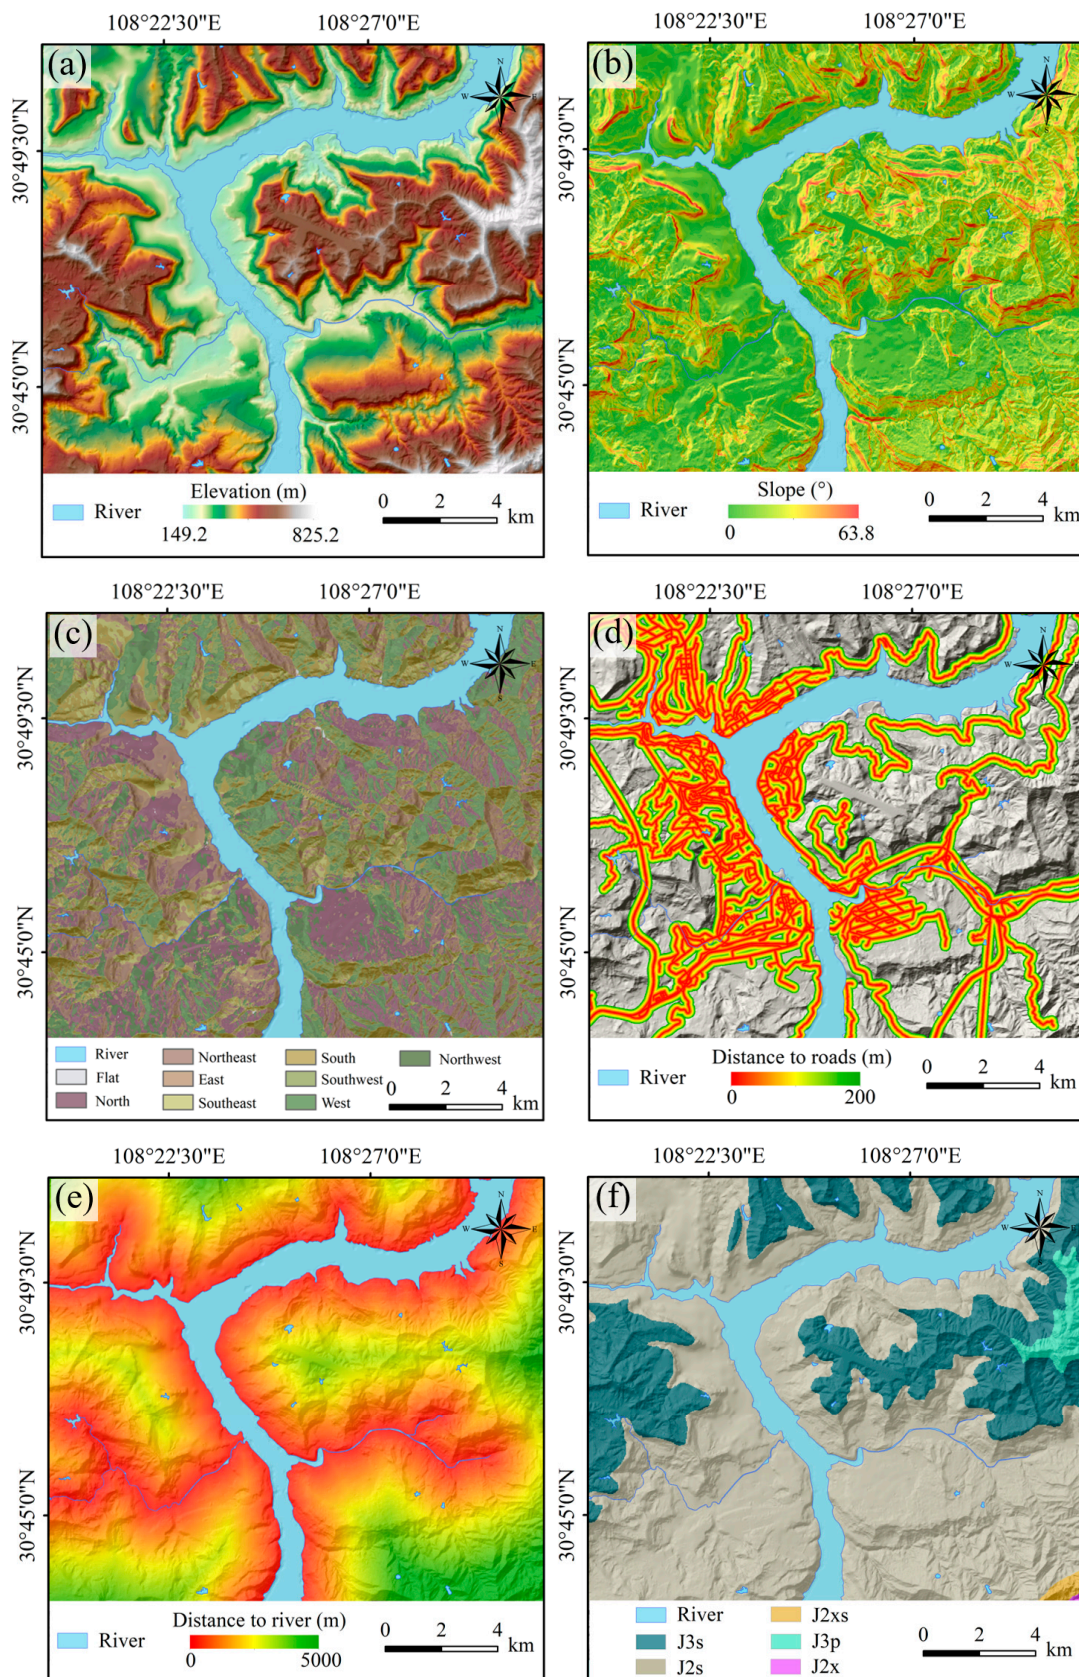 108°22'30"E 108°27'0"E 108°22'30"E 108°27'0"E
(a) (b)
N N
W E W E
S S
30°49'30"N 30°49'30"N
30°45'0"N 30°45'0"N
Elevation (m) 0 2 4 Slope (°) 0 2 4
River km River km
149.2 825.2 0 63.8
108°22'30"E 108°27'0"E 108°22'30"E 108°27'0"E
(c) (d)
N N
W E W E
S S
30°49'30"N 30°49'30"N
30°45'0"N 30°45'0"N
River Northeast South Northwest
Flat East Southwest 0 2 4
North Southeast West km
Distance to roads (m) 0 2 4
River km
0 200
108°22'30"E 108°27'0"E 108°22'30"E 108°27'0"E
(e) (f)
N N
W E W E
S S
30°49'30"N 30°49'30"N
30°45'0"N 30°45'0"N
Distance to river (m) 0 2 4
River km
0 5000
River J2xs
J3s J3p 0 2 4
J2s J2x km